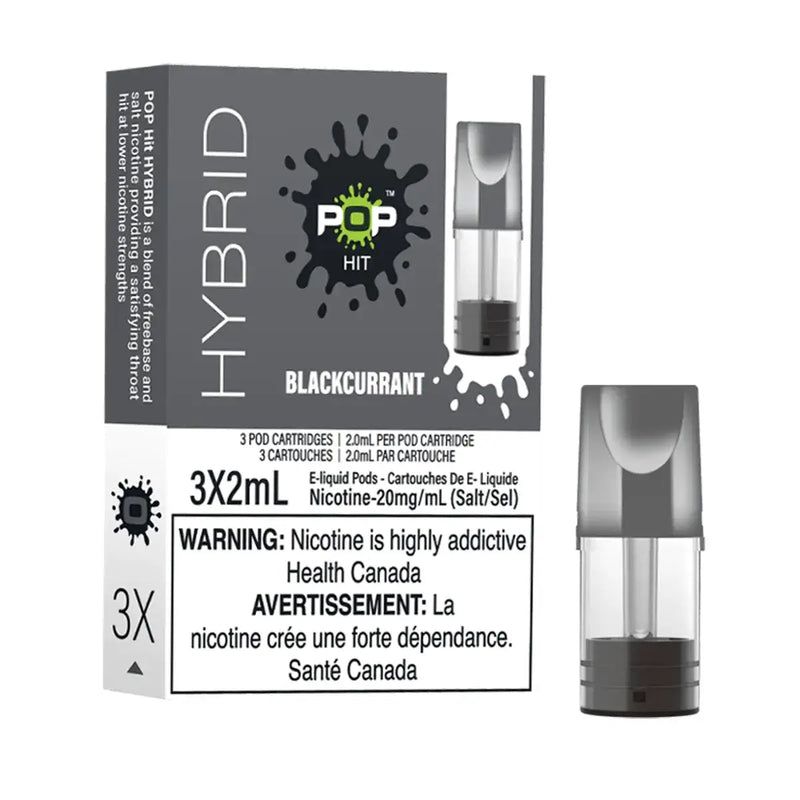 POP Hit HYBRID is a blend of freebase and
salt nicotine providing a satisfying throat
hit at lower nicotine strengths
HYBRID
POP™
HIT
BLACKCURRANT
3 POD CARTRIDGES | 2.0mL PER POD CARTRIDGE
3 CARTOUCHES | 2.0mL PAR CARTOUCHE
3X2mL
E-liquid Pods - Cartouches De E- Liquide
Nicotine-20mg/mL (Salt/Sel)
WARNING: Nicotine is highly addictive
Health Canada
AVERTISSEMENT: La
nicotine crée une forte dépendance.
Santé Canada
3X